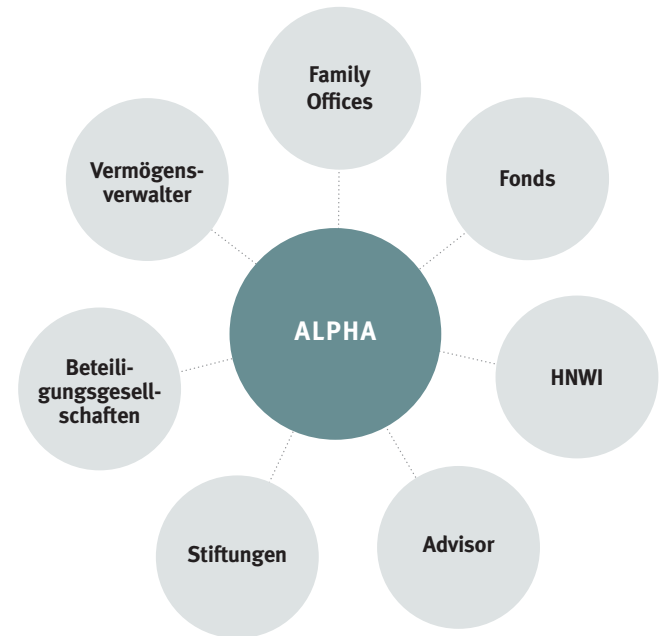 Family
Offices
Fonds
HNWI
Advisor
Stiftungen
Beteili-
gungsgesell-
schaften
Vermögens-
verwalter
ALPHA